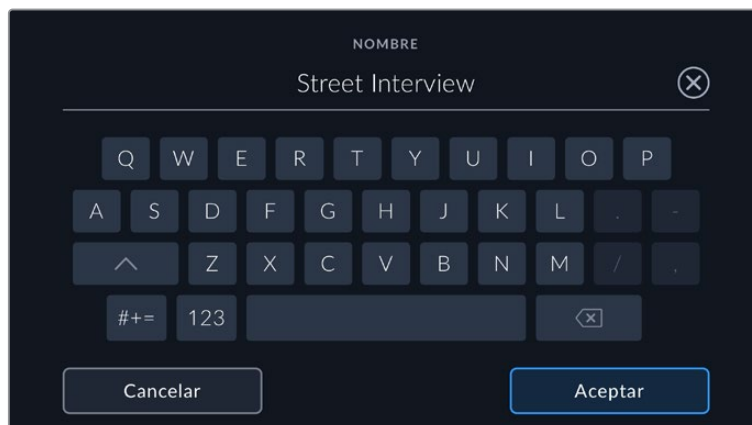 NOMBRE
Street Interview
Q W E R T Y U I O P
A S D F G H J K L . -
Z X C V B N M / ,
#+= 123
Cancelar Aceptar